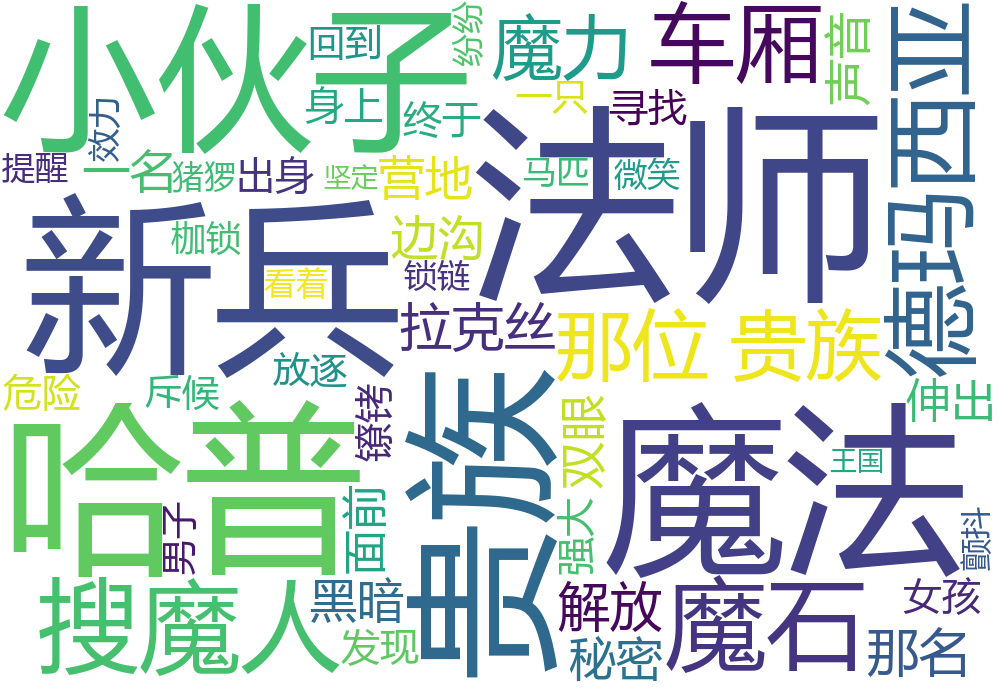 小伙子
回到
纷纷
魔力
车厢
声音
德玛西亚
身上
终于
一只
寻找
效力
提醒
一名
猪猡
出身
坚定
营地
马匹
微笑
法师
新兵
枷锁
看着
边沟
锁链
拉克丝
那位 贵族
放逐
危险
斥候
镣铐
贵族
双眼
伸出
哈普
魔法
王国
男子
面前
强大
颤抖
搜魔人
黑暗
发现
解放
秘密
魔石
女孩
那名